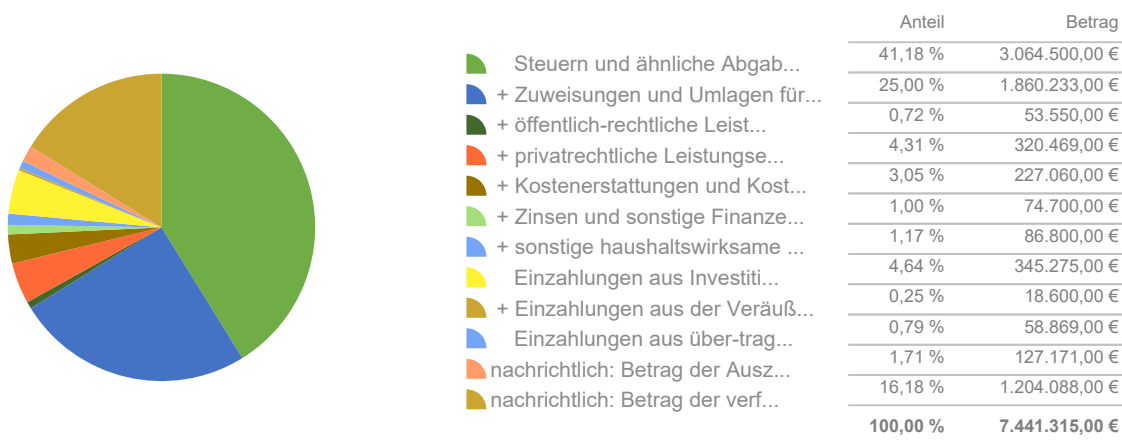 Anteil Betrag
Steuern und ähnliche Abgab... 41,18 % 3.064.500,00 €
+ Zuweisungen und Umlagen für... 25,00 % 1.860.233,00 €
+ öffentlich-rechtliche Leist... 0,72 % 53.550,00 €
+ privatrechtliche Leistungse... 4,31 % 320.469,00 €
+ Kostenerstattungen und Kost... 3,05 % 227.060,00 €
+ Zinsen und sonstige Finanze... 1,00 % 74.700,00 €
+ sonstige haushaltswirksame ... 1,17 % 86.800,00 €
Einzahlungen aus Investiti... 4,64 % 345.275,00 €
+ Einzahlungen aus der Veräuß... 0,25 % 18.600,00 €
Einzahlungen aus über-trag... 0,79 % 58.869,00 €
nachrichtlich: Betrag der Ausz... 1,71 % 127.171,00 €
nachrichtlich: Betrag der verf... 16,18 % 1.204.088,00 €
100,00 % 7.441.315,00 €